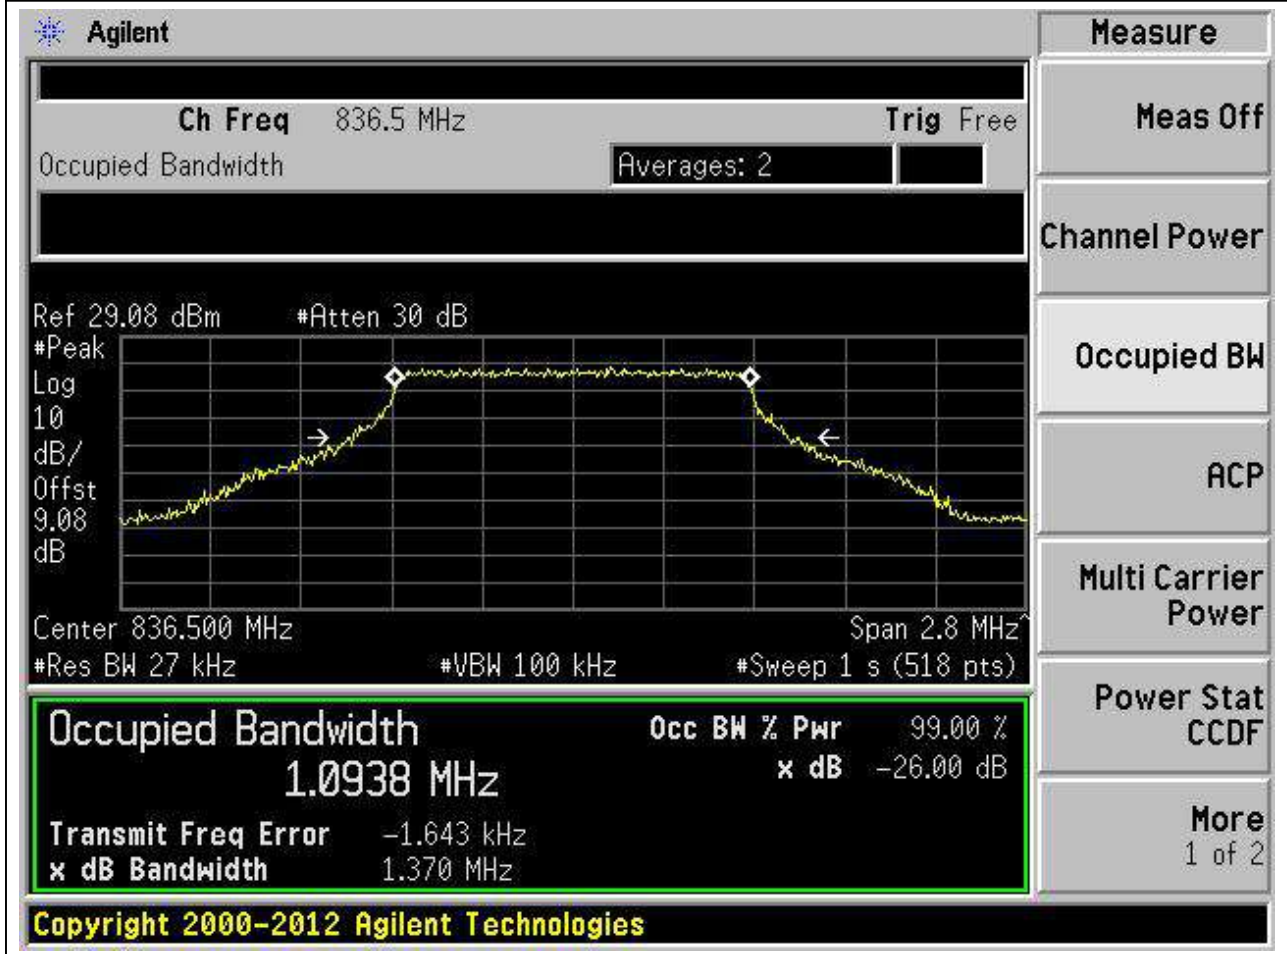 Agilent
Measure
Ch Freq 836.5 MHz Trig Free
Occupied Bandwidth Averages: 2
Meas Off
Channel Power
Occupied BW
ACP
Multi Carrier
Power
Power Stat
CCDF
More
1 of 2
Ref 29.08 dBm #Atten 30 dB
#Peak
Log
10
dB/
Offst
9.08
dB
Center 836.500 MHz Span 2.8 MHz^
#Res BW 27 kHz #VBW 100 kHz #Sweep 1 s (518 pts)
Occupied Bandwidth Occ BW % Pwr 99.00 %
1.0938 MHz x dB -26.00 dB
Transmit Freq Error -1.643 kHz
x dB Bandwidth 1.370 MHz
Copyright 2000-2012 Agilent Technologies